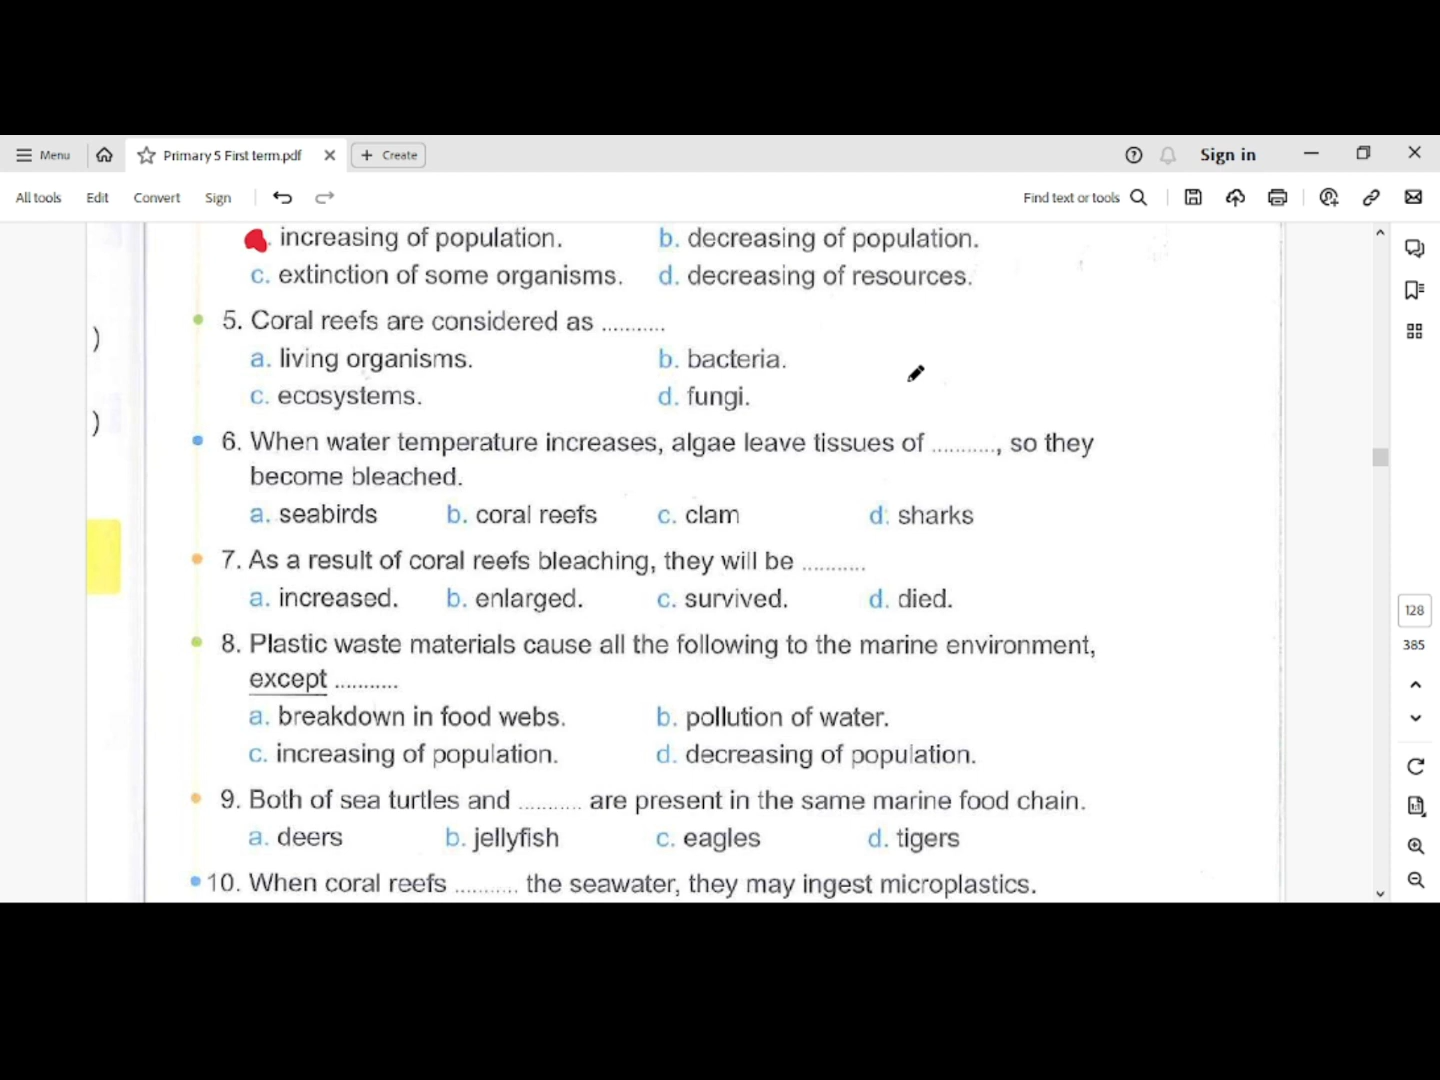 Menu
Primary 5 First term.pdf
Create
Sign in
All tools
Edit
Convert
Sign
Find text or tools
increasing of population.
b. decreasing of population.
c. extinction of some organisms.
d. decreasing of resources.
5. Coral reefs are considered as ...........
a. living organisms.
b. bacteria.
c. ecosystems.
d. fungi.
6. When water temperature increases, algae leave tissues of ..........., so they
become bleached.
a. seabirds
b. coral reefs
c. clam
d. sharks
7. As a result of coral reefs bleaching, they will be ...........
a. increased.
b. enlarged.
c. survived.
d. died.
8. Plastic waste materials cause all the following to the marine environment,
except ...........
a. breakdown in food webs.
b. pollution of water.
c. increasing of population.
d. decreasing of population.
9. Both of sea turtles and ........... are present in the same marine food chain.
a. deers
b. jellyfish
c. eagles
d. tigers
10. When coral reefs ........... the seawater, they may ingest microplastics.
)
)
128
385